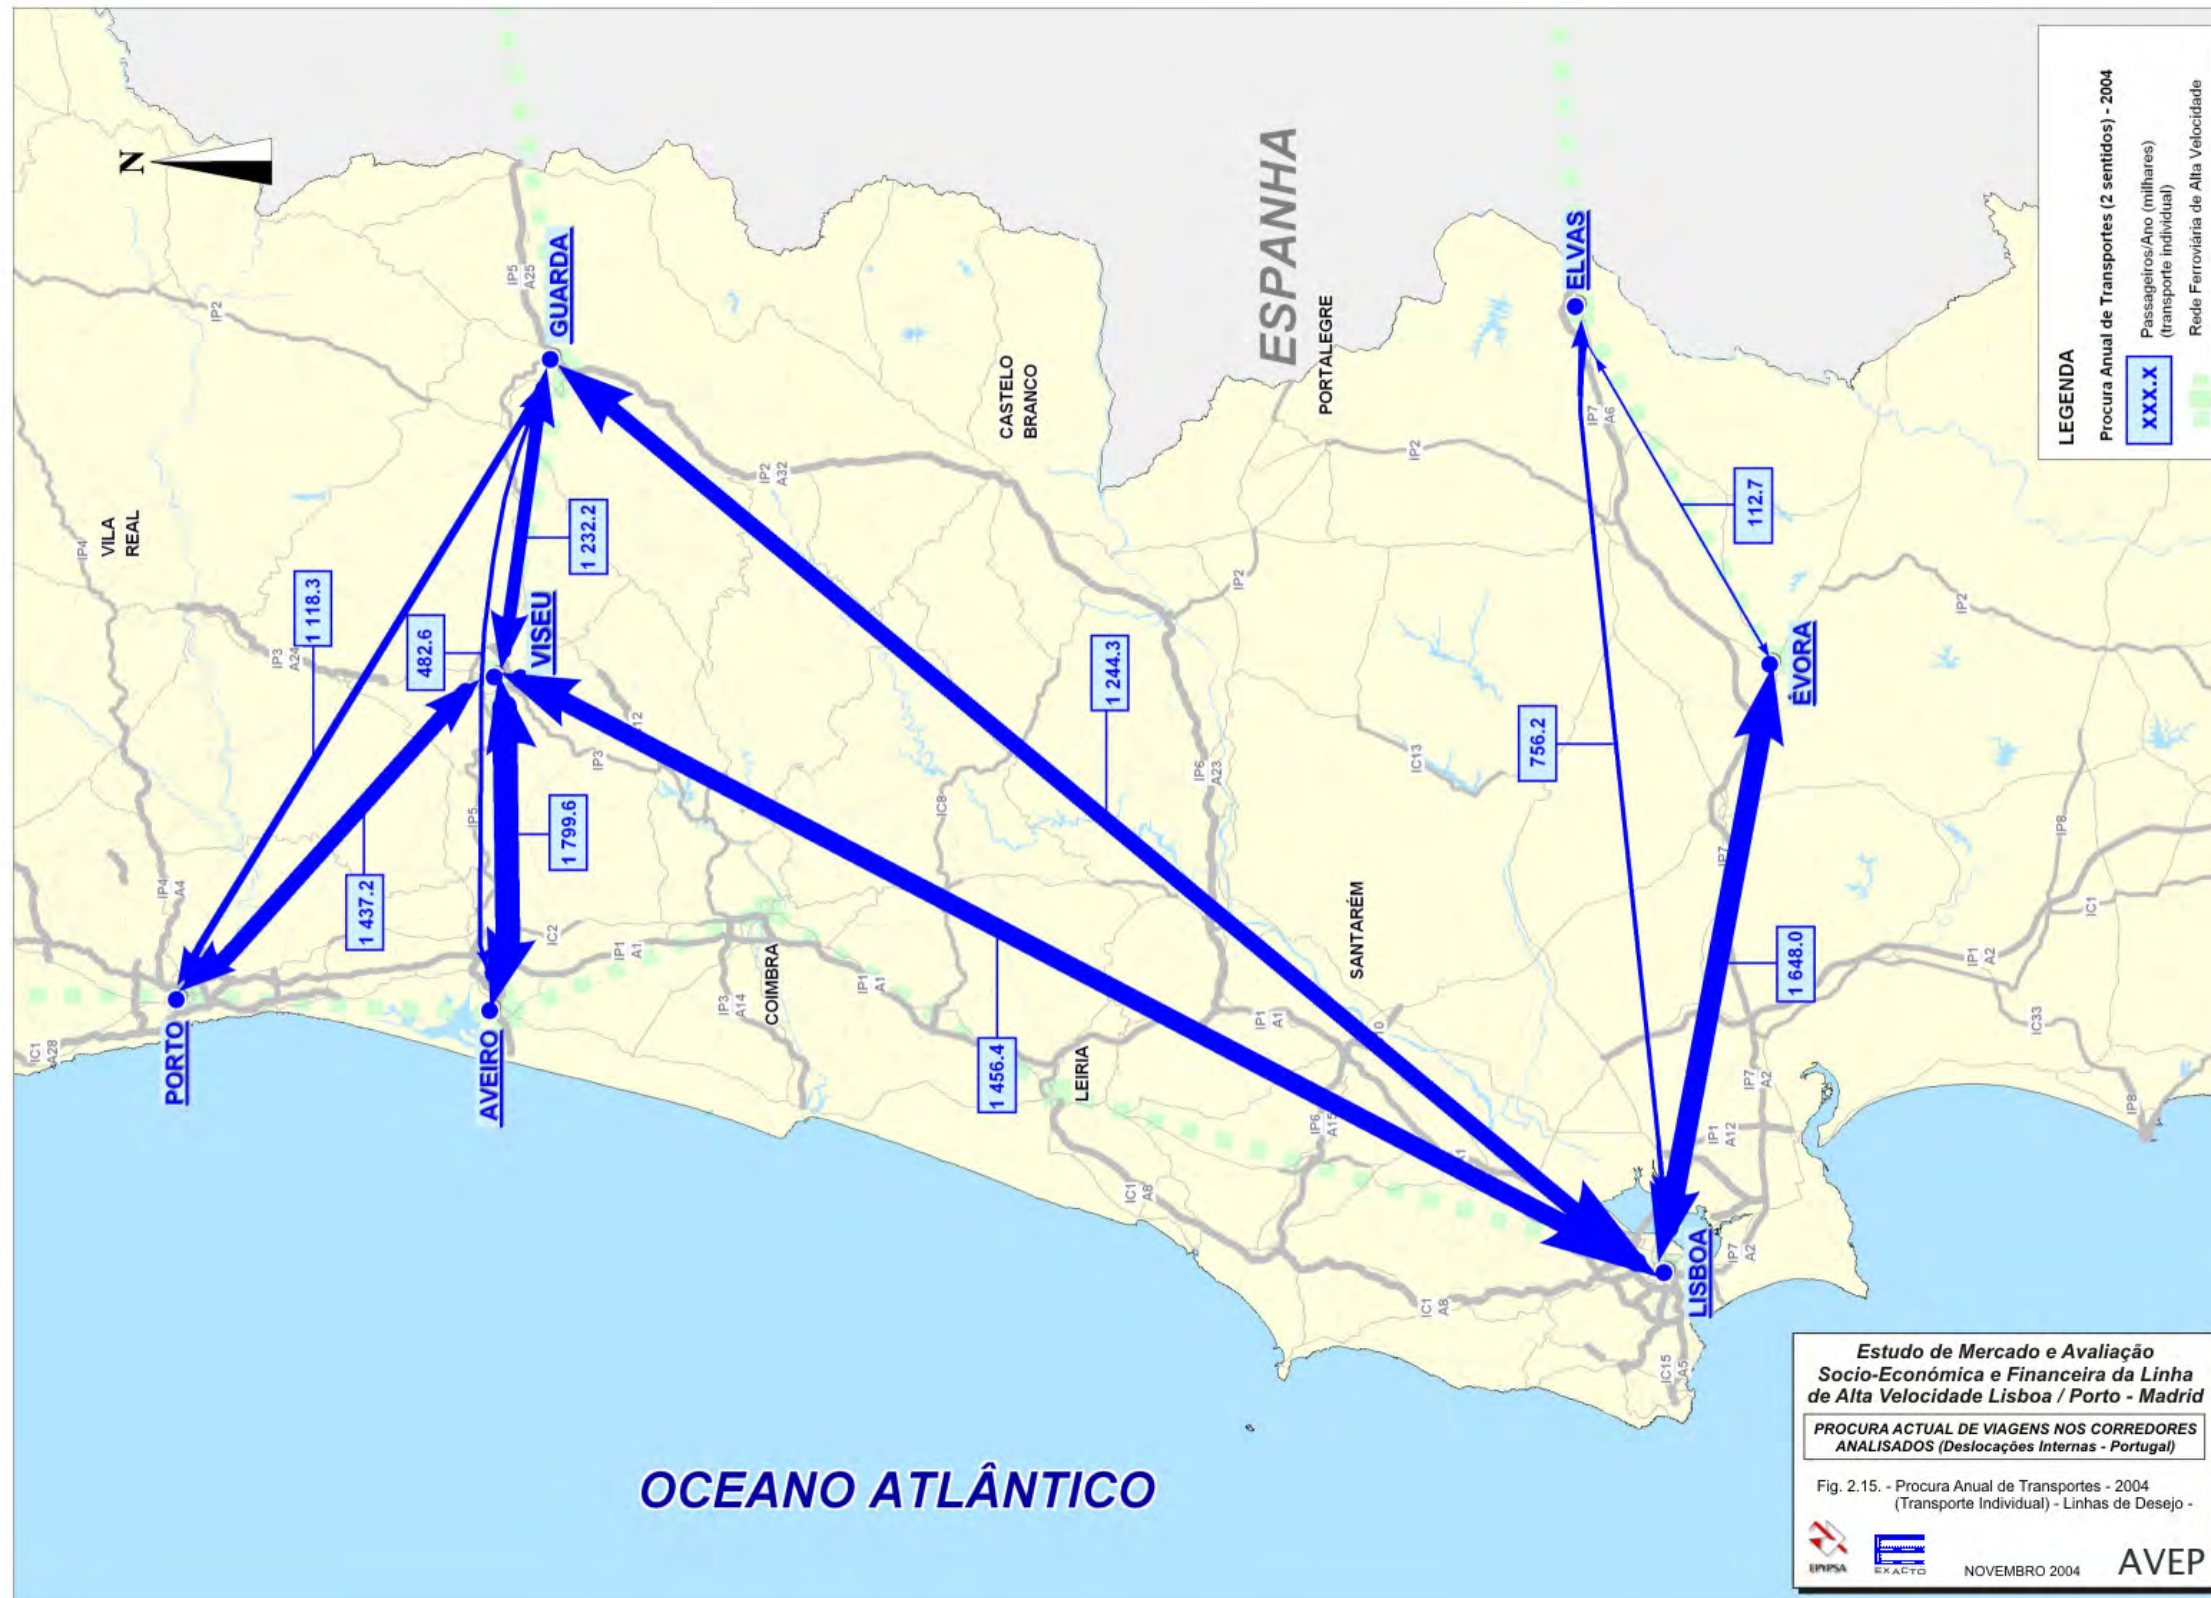 N
VILA
REAL
IP4
IP2
IP5
A25
GUARDA
1 118.3
IP3
A24
482.6
1 232.2
VISEU
IP4
A4
1 437.2
IP5
1 799.6
12
IP3
IC2
IP1
A1
IC1
A28
PORTO
AVEIRO
IP3
A14
COIMBRA
IP1
A1
IP2
A32
CASTELO
BRANCO
ESPANHA
PORTALEGRE
IP2
IP2
IC8
1 244.3
IP6
A23
IC13
1 456.4
LEIRIA
SANTARÉM
IP1
A1
10
IP6
A15
A1
IC1
A8
IC1
A8
ELVAS
IP7
A6
112.7
756.2
ÉVORA
IP2
IP7
IP8
IC1
1 648.0
IP1
A2
IC33
IP8
IP7
A2
IP1
A12
IP7
A2
LISBOA
IC15
A5
OCEANO ATLÂNTICO
LEGENDA
Procura Anual de Transportes (2 sentidos) - 2004
XXX.X
Passageiros/Ano (milhares)
(transporte individual)
Rede Ferroviária de Alta Velocidade
Estudo de Mercado e Avaliação
Socio-Económica e Financeira da Linha
de Alta Velocidade Lisboa / Porto - Madrid
PROCURA ACTUAL DE VIAGENS NOS CORREDORES
ANALISADOS (Deslocações Internas - Portugal)
Fig. 2.15. - Procura Anual de Transportes - 2004
(Transporte Individual) - Linhas de Desejo -
EPYPSA
EXACTO
NOVEMBRO 2004
AVEP